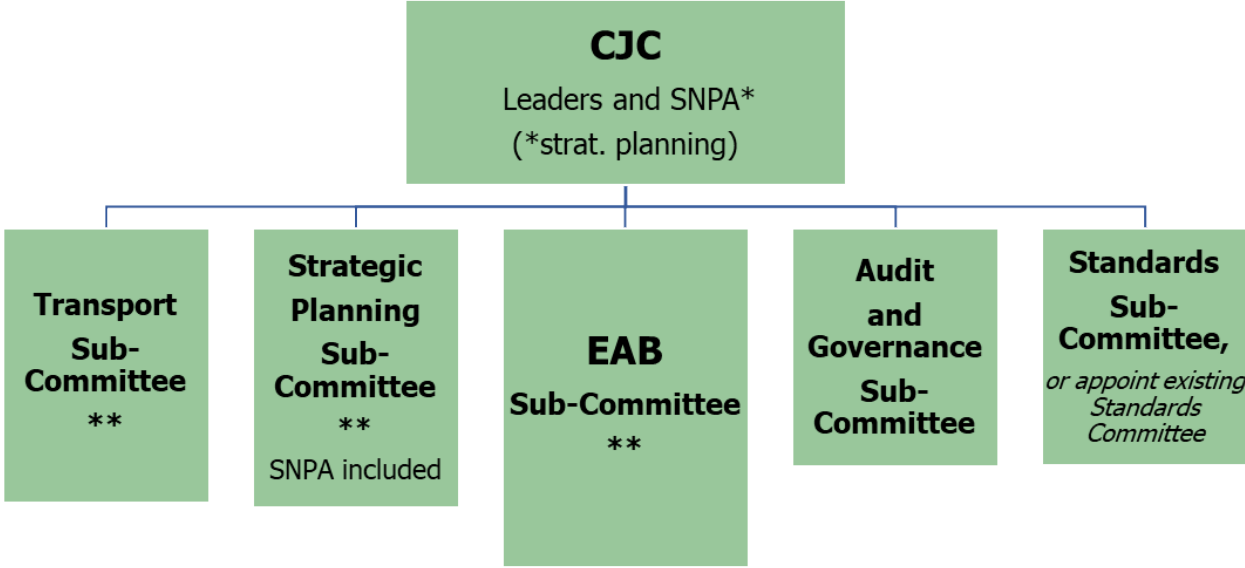 CJC
Leaders and SNPA*
(*strat. planning)
Transport
Sub-
Committee
**
Strategic
Planning
Sub-
Committee
**
SNPA included
EAB
Sub-Committee
**
Audit
and
Governance
Sub-
Committee
Standards
Sub-
Committee,
or appoint existing
Standards
Committee